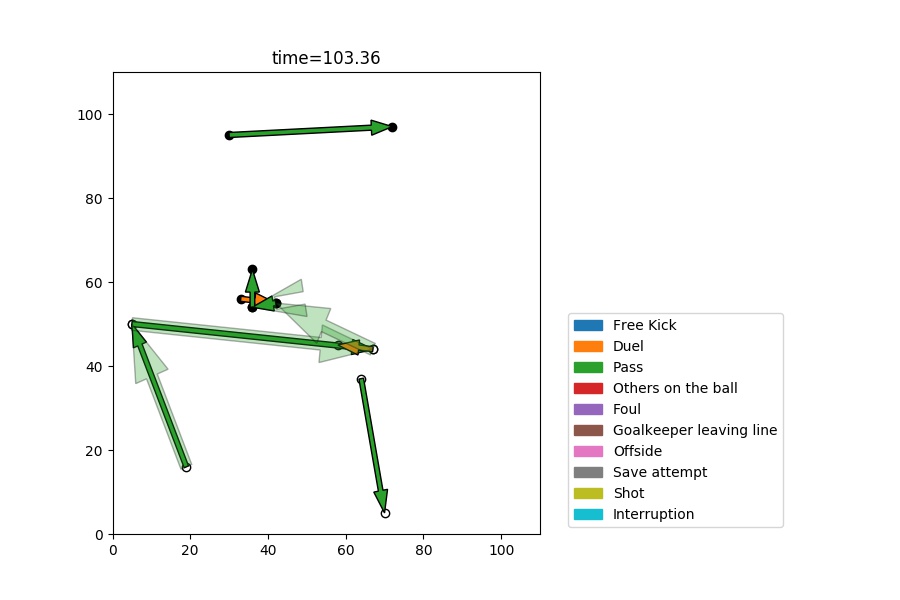 time=103.36
100
80
60
40
20
0
0
20
40
60
80
100
Free Kick
Duel
Pass
Others on the ball
Foul
Goalkeeper leaving line
Offside
Save attempt
Shot
Interruption